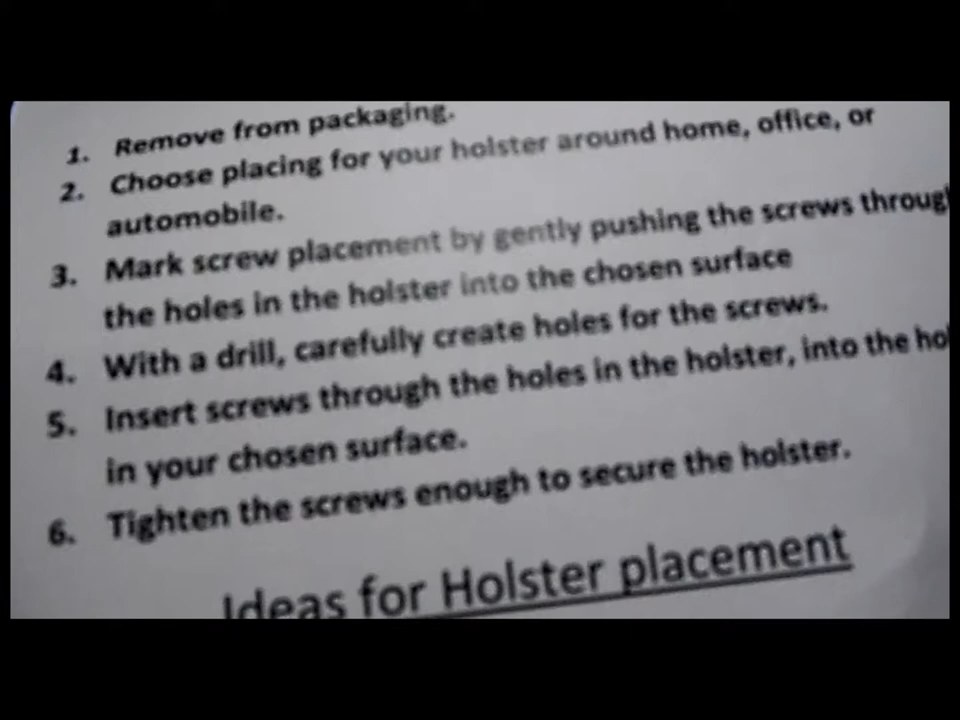 1. Remove from packaging.
2. Choose placing for your holster around home, office, or
automobile.
3. Mark screw placement by gently pushing the screws throug
the holes in the holster into the chosen surface
4. With a drill, carefully create holes for the screws.
5. Insert screws through the holes in the holster, into the ho
in your chosen surface.
6. Tighten the screws enough to secure the holster.
Ideas for Holster placement